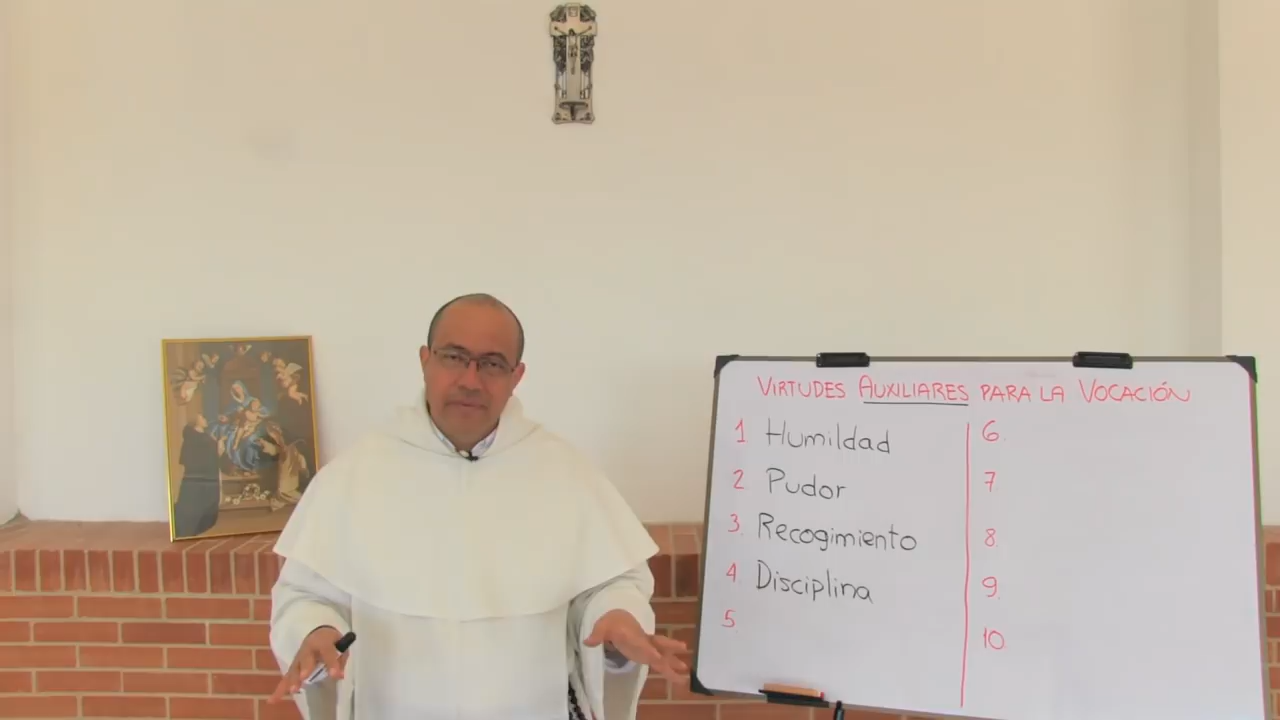 VIRTUDES AUXILIARES PARA LA VOCACIÓN
1 Humildad
2 Pudor
3. Recogimiento
4 Disciplina
5.
6.
7
8.
9.
10